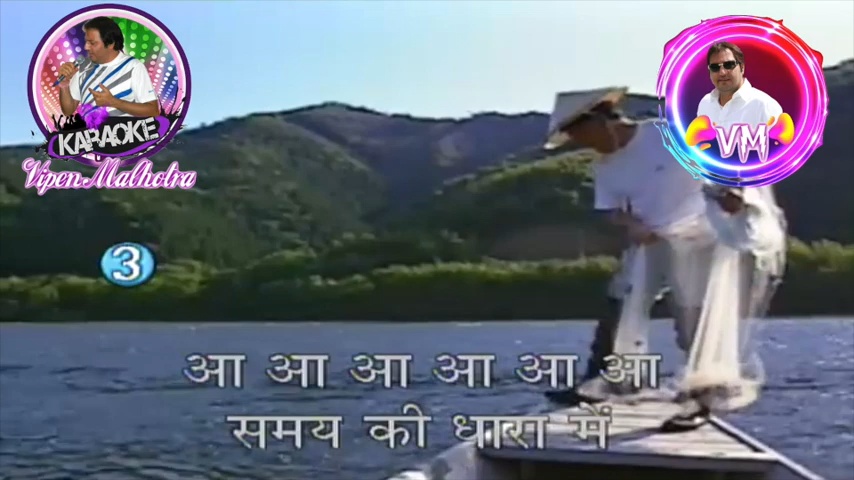 KARAOKE
Vipen Malhotra
VM
3
आ आ आ आ आ आ
समय की धारा में